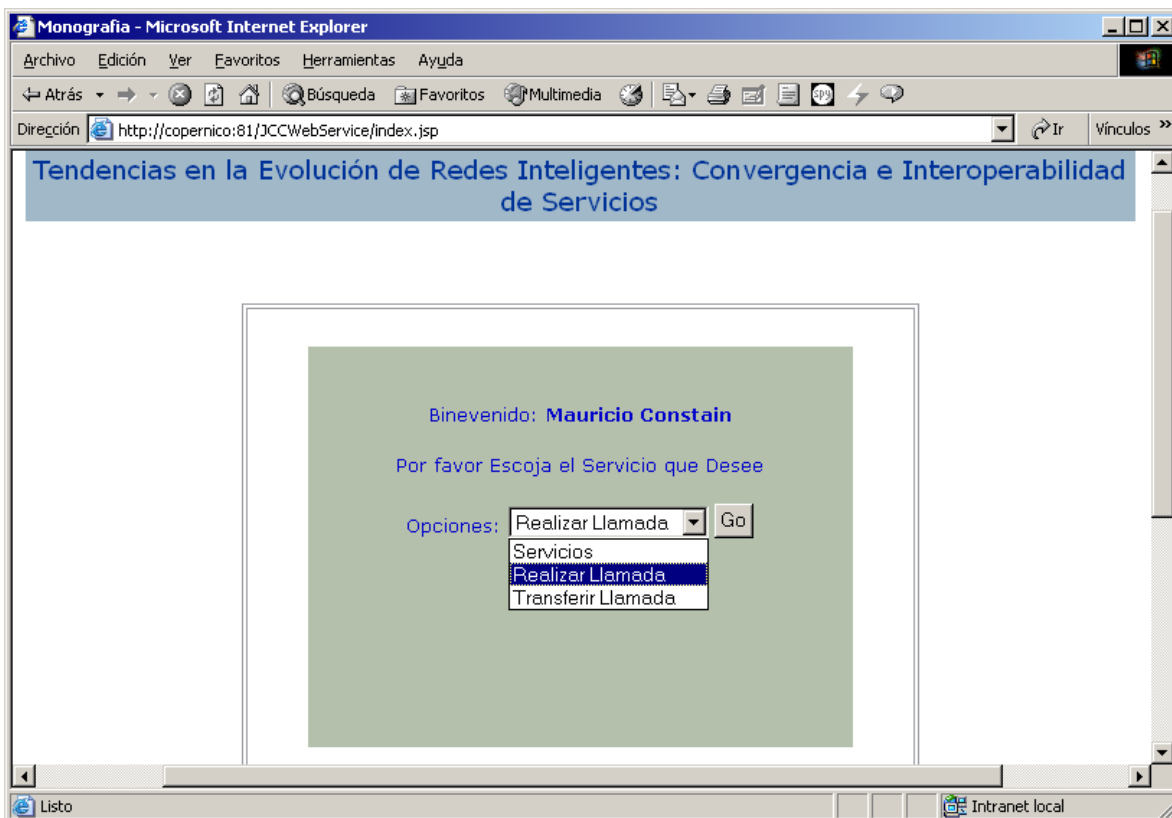 Monografia - Microsoft Internet Explorer
Archivo Edición Ver Favoritos Herramientas Ayuda
Atrás Búsqueda Favoritos Multimedia
Dirección http://copernico:81/JCCWebService/index.jsp Ir Vínculos »
Tendencias en la Evolución de Redes Inteligentes: Convergencia e Interoperabilidad
de Servicios
Binevenido: Mauricio Constain
Por favor Escoja el Servicio que Desee
Opciones: Realizar Llamada Go
Servicios
Realizar Llamada
Transferir Llamada
Listo Intranet local